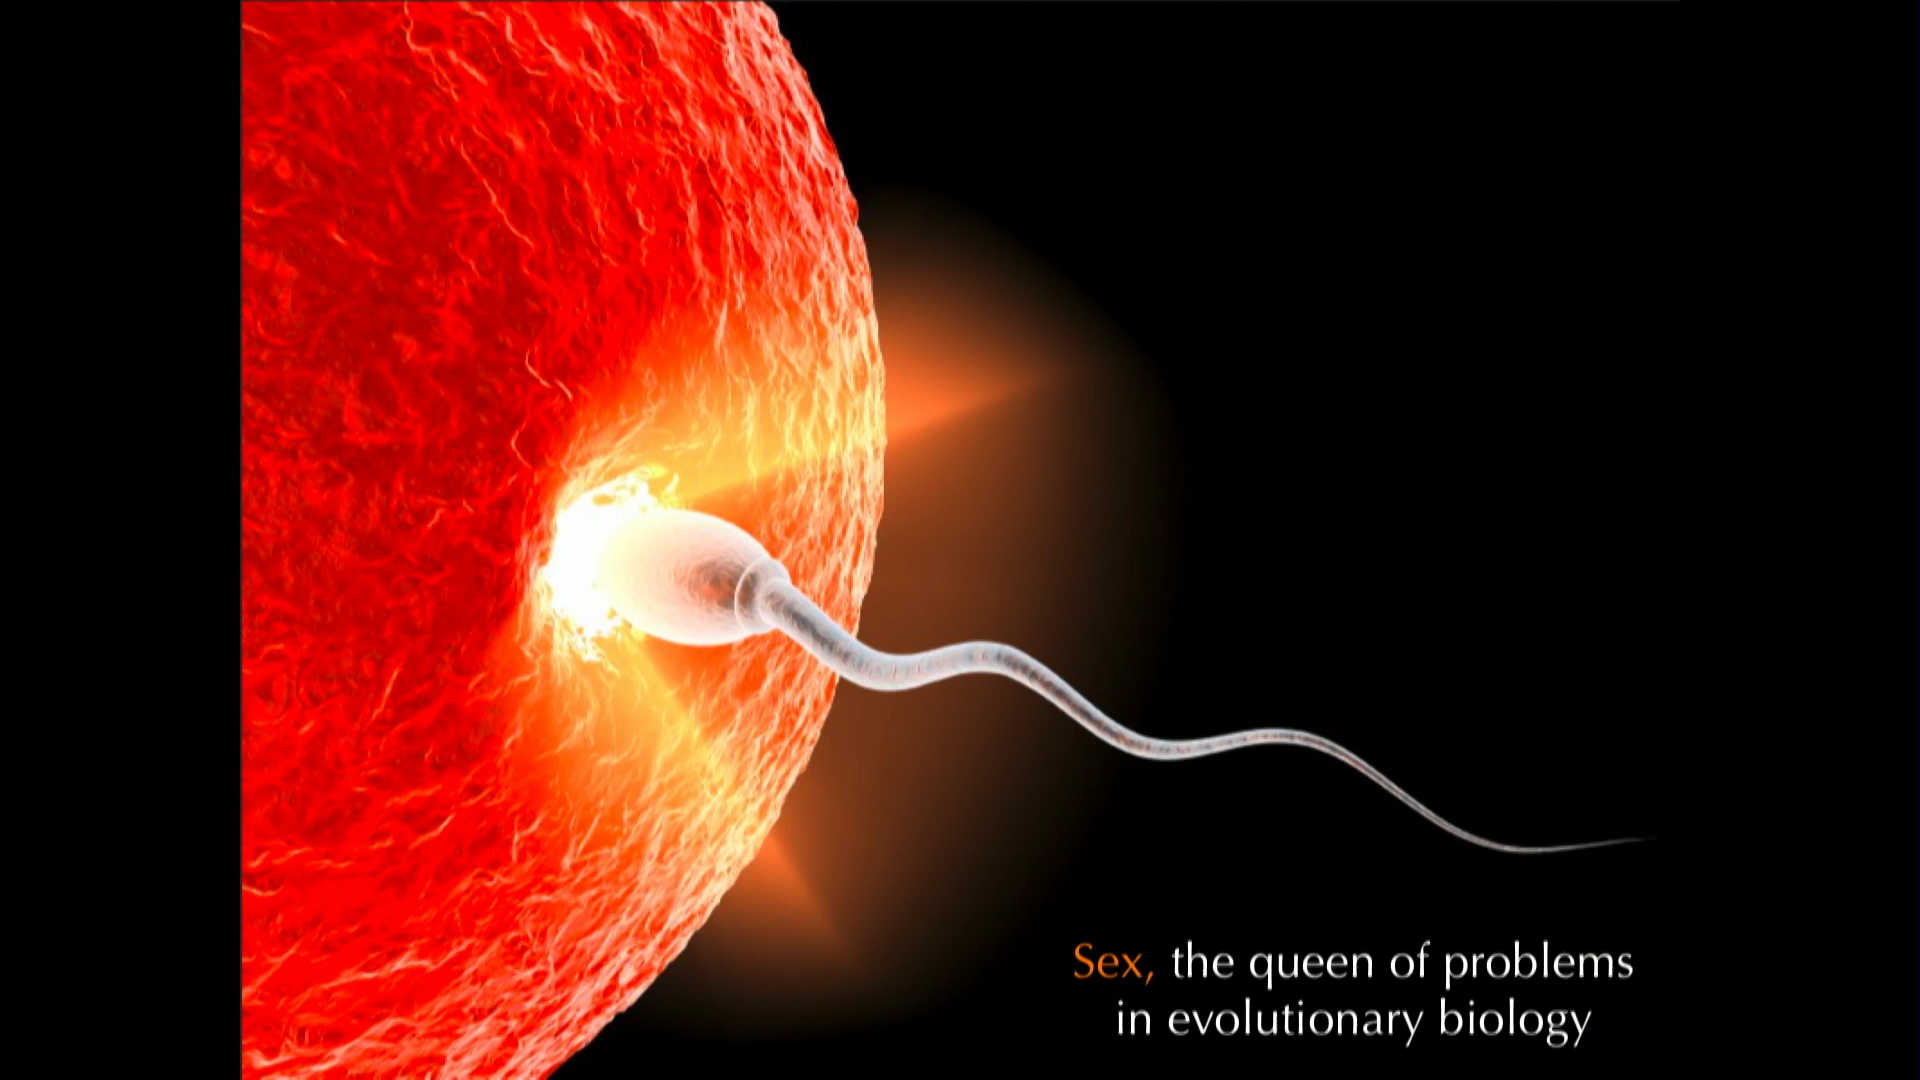 Sex, the queen of problems
in evolutionary biology